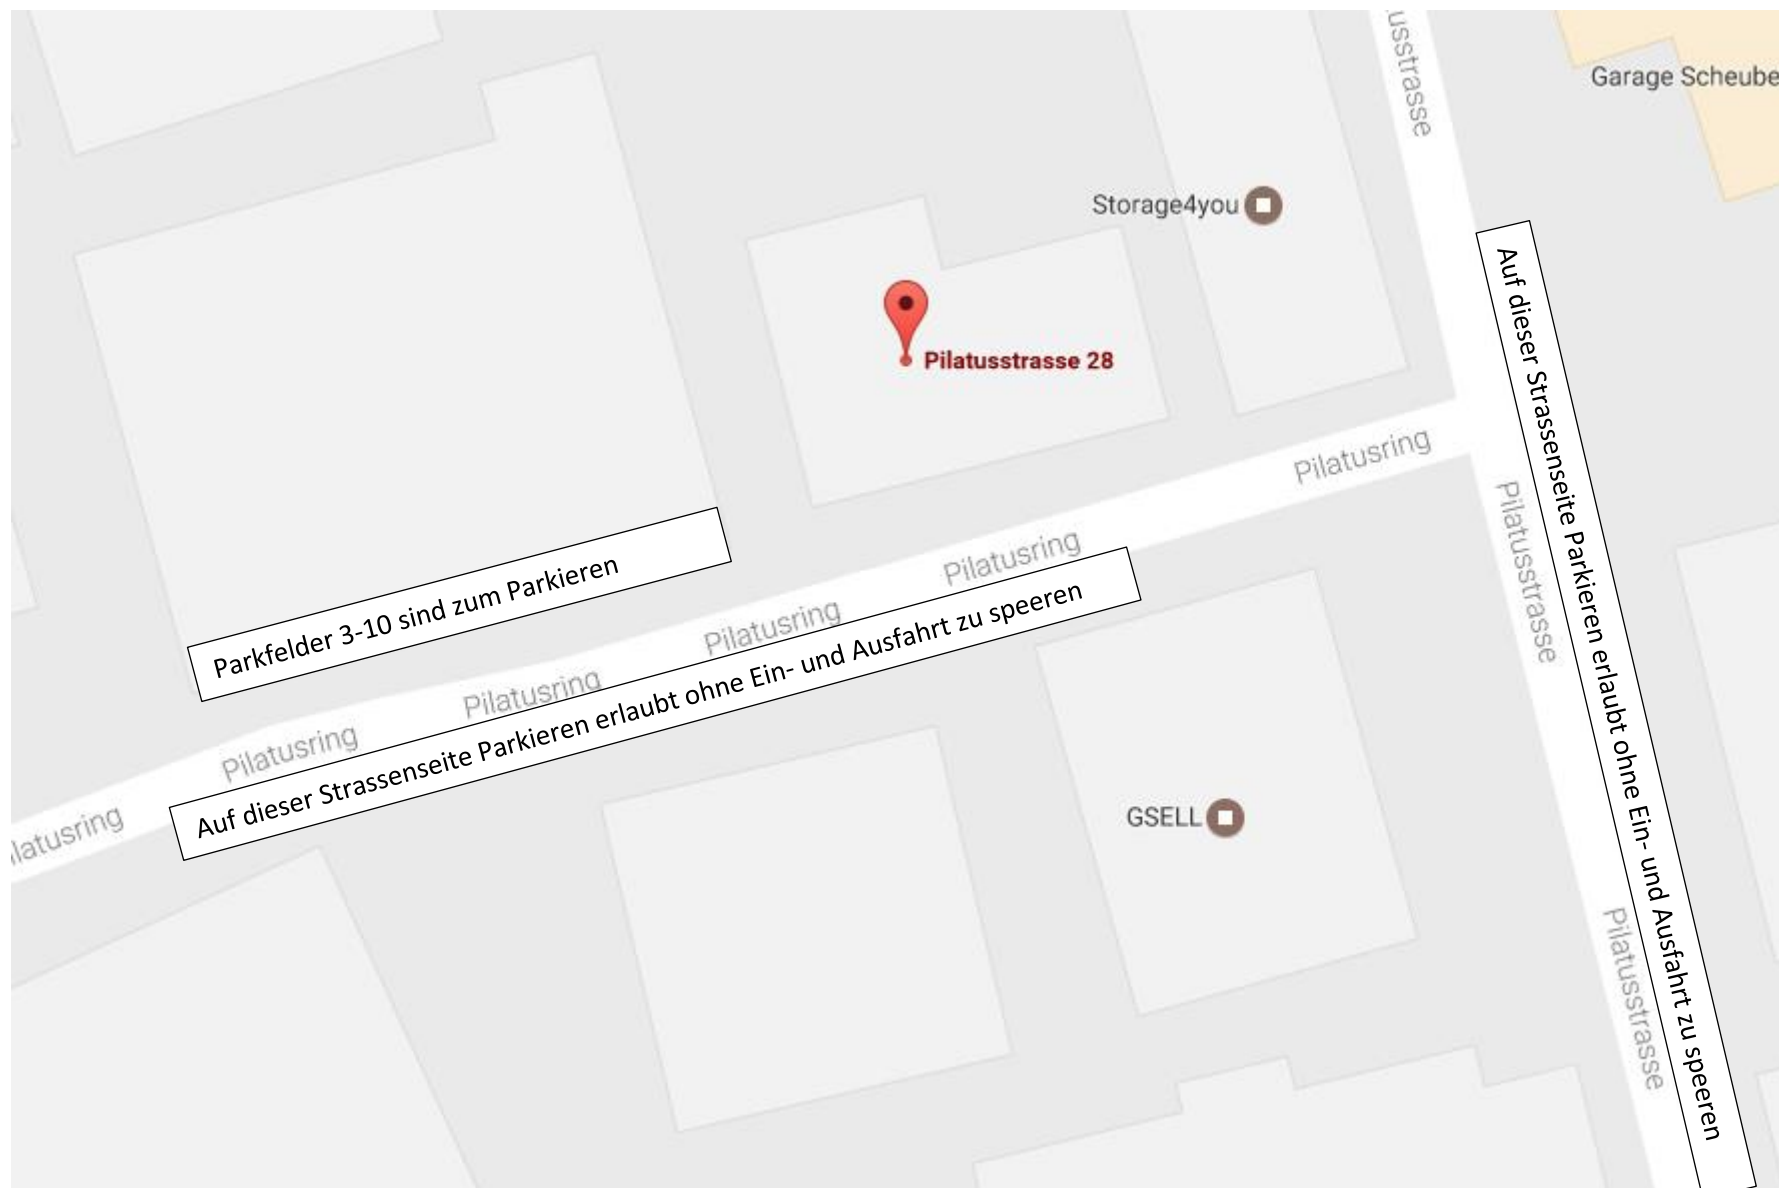 usstrasse
Garage Scheube
Storage4you
Pilatusstrasse 28
Pilatusring
Pilatusring
Pilatusring
Pilatusring
Pilatusring
latusring
Parkfelder 3-10 sind zum Parkieren
Auf dieser Strassenseite Parkieren erlaubt ohne Ein- und Ausfahrt zu speeren
Auf dieser Strassenseite Parkieren erlaubt ohne Ein- und Ausfahrt zu speeren
Pilatusstrasse
GSELL
Pilatusstrasse